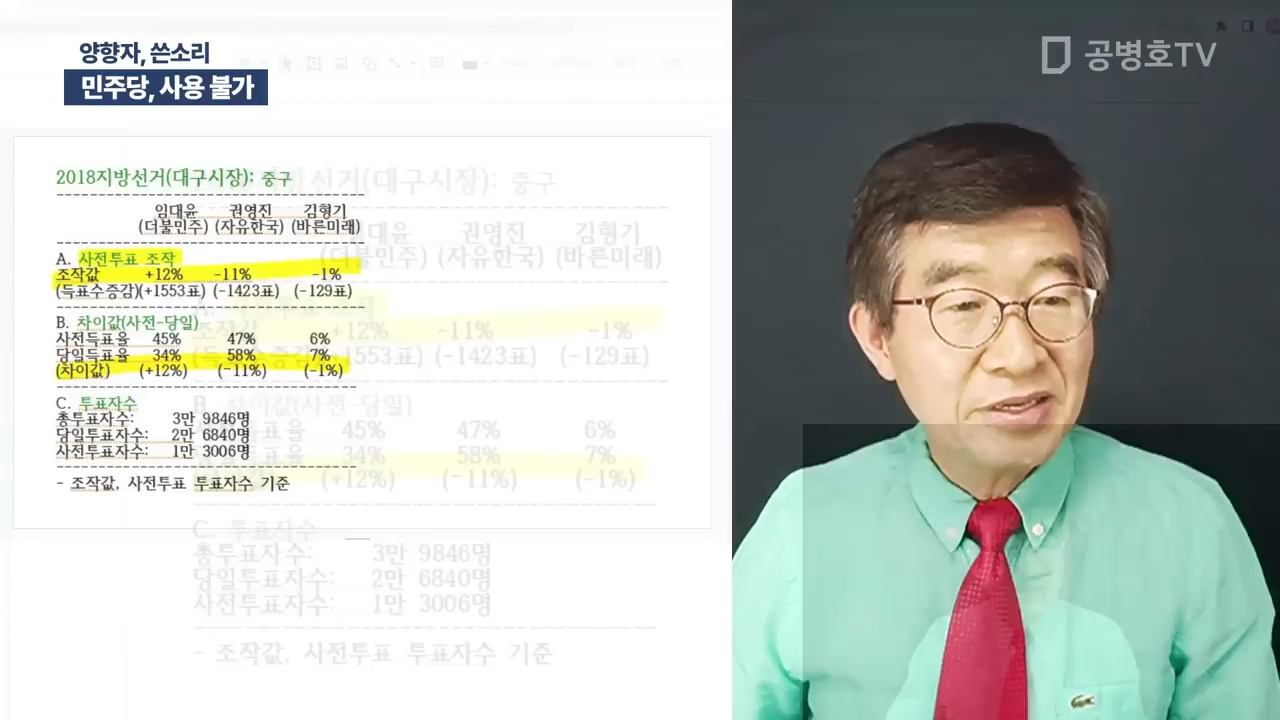 양향자, 쓴소리
민주당, 사용 불가
공병호TV
2018지방선거(대구시장): 중구
임대윤 권영진 김형기
(더불민주) (자유한국) (바른미래)
A. 사전투표 조작
조작값 +12% -11% -1%
(득표수증감)(+1553표) (-1423표) (-129표)
B. 차이값(사전-당일)
사전득표율 45% 47% 6%
당일득표율 34% 58% 7%
(차이값) (+12%) (-11%) (-1%)
C. 투표자수
총투표자수: 3만 9846명
당일투표자수: 2만 6840명
사전투표자수: 1만 3006명
- 조작값, 사전투표 투표자수 기준